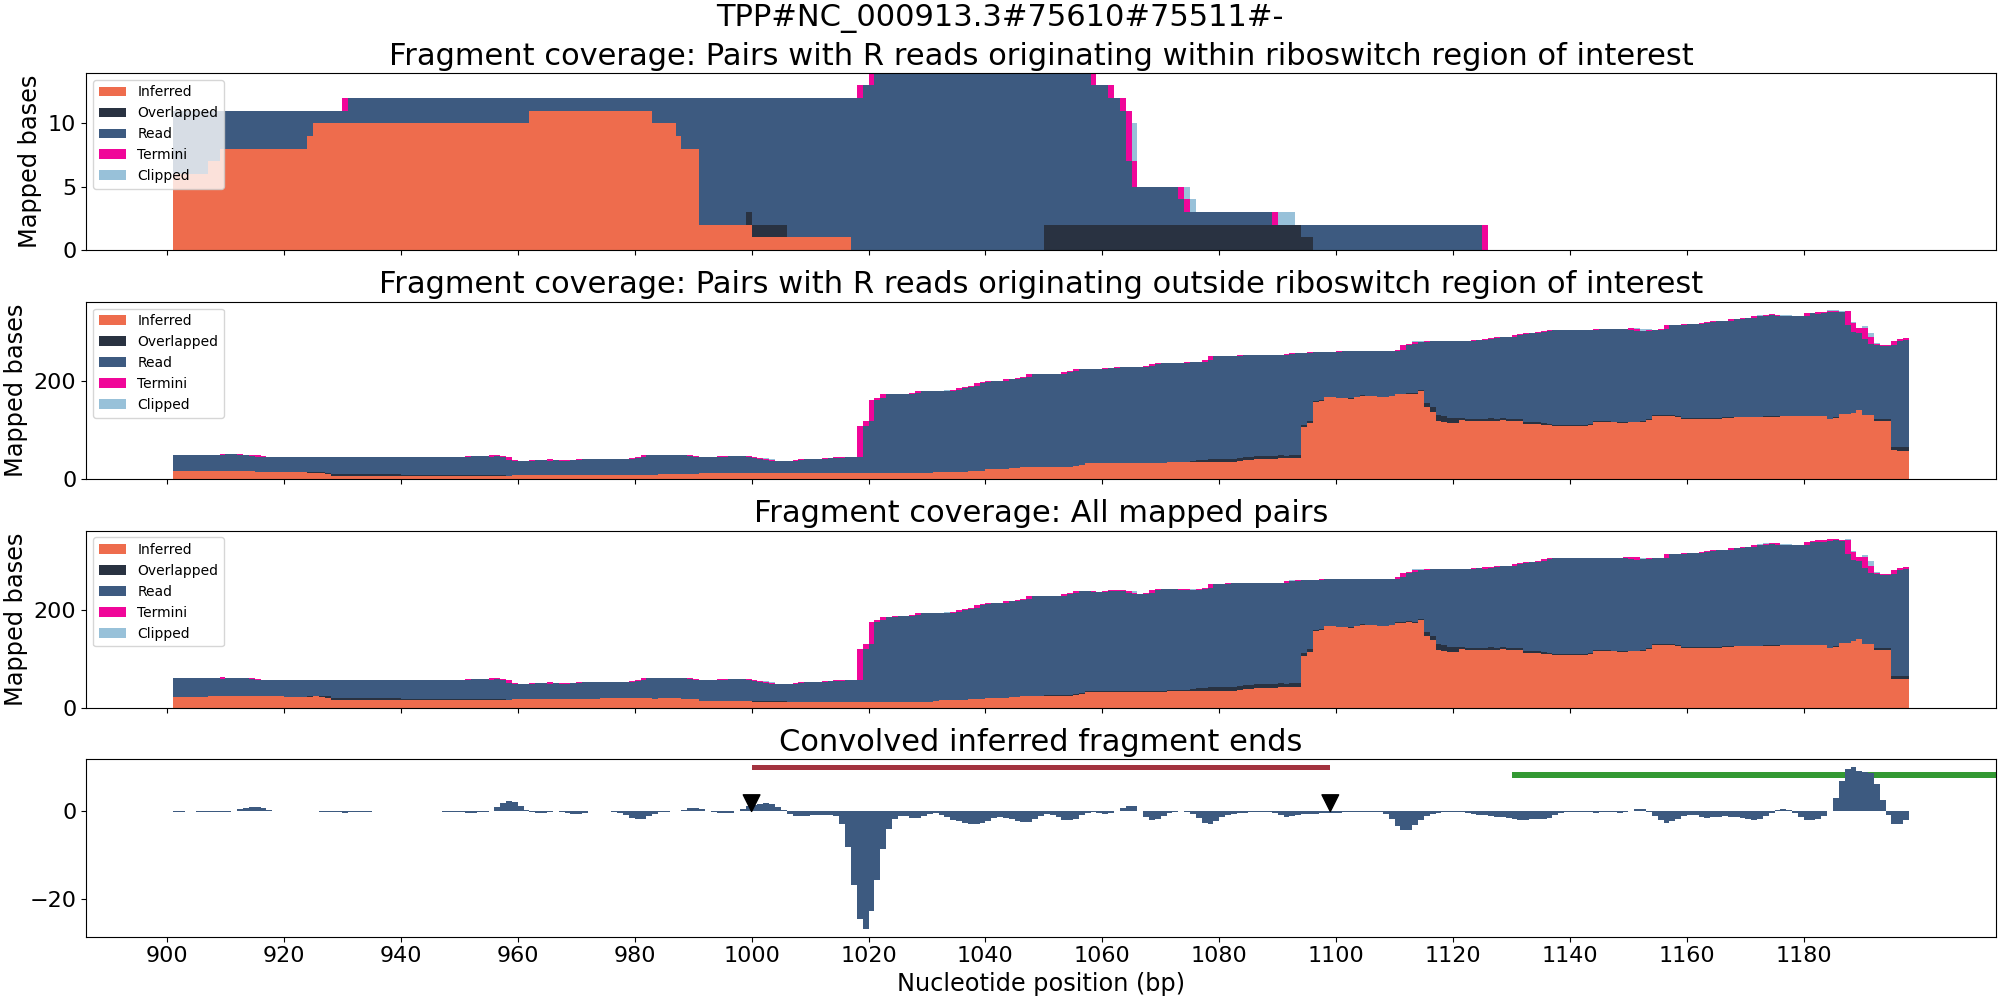 TPP#NC_000913.3#75610#75511#-
Fragment coverage: Pairs with R reads originating within riboswitch region of interest
Mapped bases
10
5
0
Inferred
Overlapped
Read
Termini
Clipped
Fragment coverage: Pairs with R reads originating outside riboswitch region of interest
Mapped bases
200
0
Inferred
Overlapped
Read
Termini
Clipped
Fragment coverage: All mapped pairs
Mapped bases
200
0
Inferred
Overlapped
Read
Termini
Clipped
Convolved inferred fragment ends
0
−20
900 920 940 960 980 1000 1020 1040 1060 1080 1100 1120 1140 1160 1180
Nucleotide position (bp)